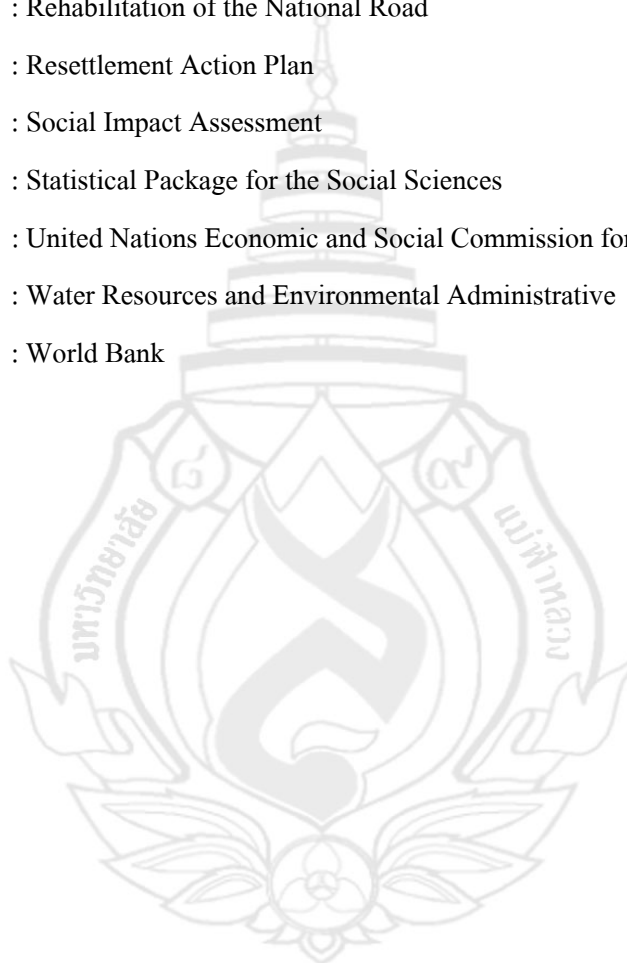 : Rehabilitation of the National Road
: Resettlement Action Plan
: Social Impact Assessment
: Statistical Package for the Social Sciences
: United Nations Economic and Social Commission for
: Water Resources and Environmental Administrative
: World Bank
๘ ๙
มหาวิทยาลัย แม่ฟ้าหลวง